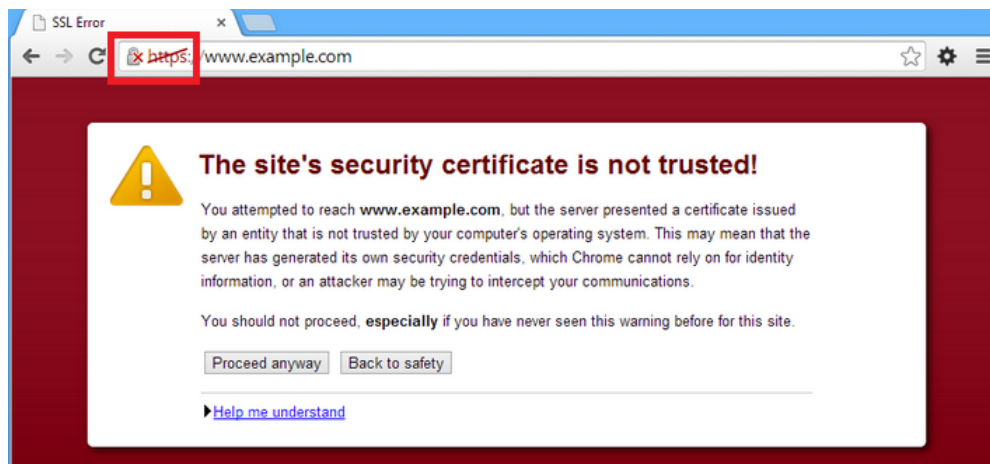 SSL Error
https://www.example.com
The site's security certificate is not trusted!
You attempted to reach www.example.com, but the server presented a certificate issued
by an entity that is not trusted by your computer's operating system. This may mean that the
server has generated its own security credentials, which Chrome cannot rely on for identity
information, or an attacker may be trying to intercept your communications.
You should not proceed, especially if you have never seen this warning before for this site.
Proceed anyway Back to safety
Help me understand